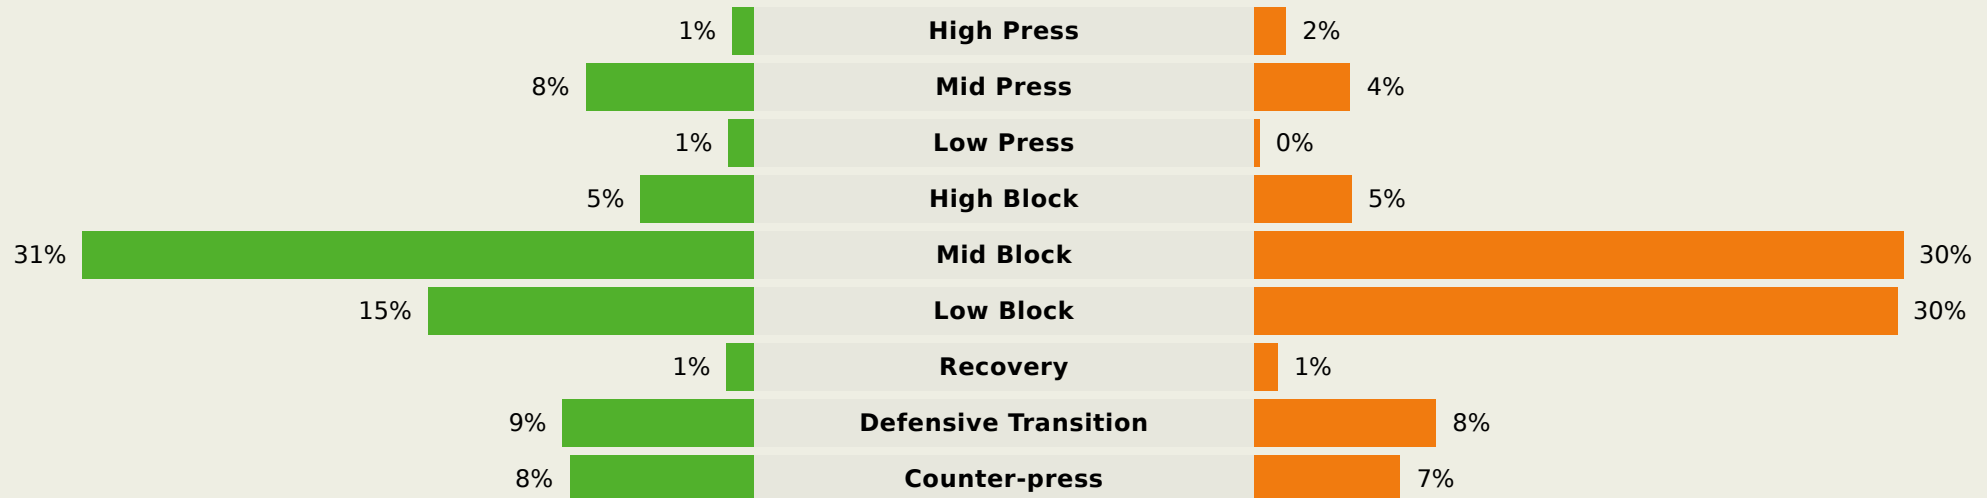 1% High Press 2%
8% Mid Press 4%
1% Low Press 0%
5% High Block 5%
31% Mid Block 30%
15% Low Block 30%
1% Recovery 1%
9% Defensive Transition 8%
8% Counter-press 7%